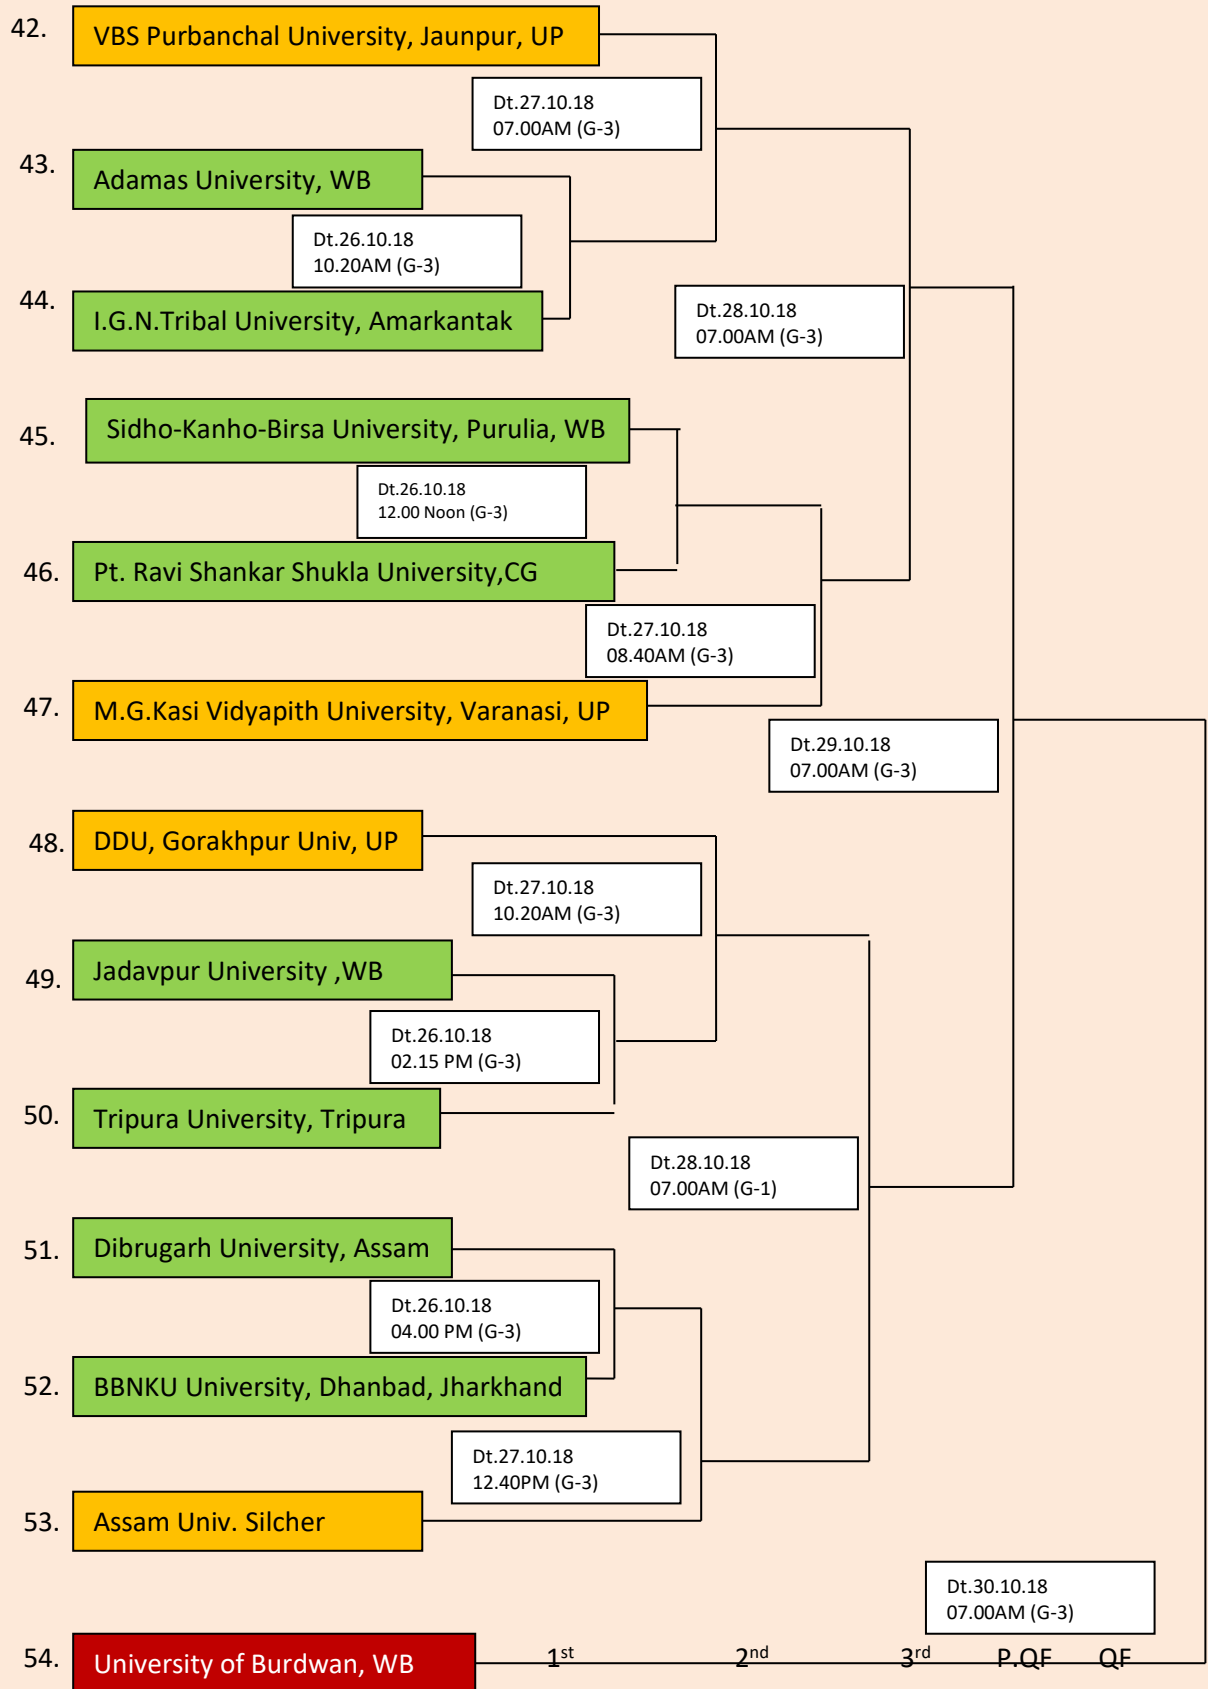 42. VBS Purbanchal University, Jaunpur, UP
Dt.27.10.18
07.00AM (G-3)
43. Adamas University, WB
Dt.26.10.18
10.20AM (G-3)
44. I.G.N.Tribal University, Amarkantak
Dt.28.10.18
07.00AM (G-3)
45. Sidho-Kanho-Birsa University, Purulia, WB
Dt.26.10.18
12.00 Noon (G-3)
46. Pt. Ravi Shankar Shukla University,CG
Dt.27.10.18
08.40AM (G-3)
47. M.G.Kasi Vidyapith University, Varanasi, UP
Dt.29.10.18
07.00AM (G-3)
48. DDU, Gorakhpur Univ, UP
Dt.27.10.18
10.20AM (G-3)
49. Jadavpur University ,WB
Dt.26.10.18
02.15 PM (G-3)
50. Tripura University, Tripura
Dt.28.10.18
07.00AM (G-1)
51. Dibrugarh University, Assam
Dt.26.10.18
04.00 PM (G-3)
52. BBNKU University, Dhanbad, Jharkhand
Dt.27.10.18
12.40PM (G-3)
53. Assam Univ. Silcher
Dt.30.10.18
07.00AM (G-3)
54. University of Burdwan, WB 1st 2nd 3rd P.QF QF